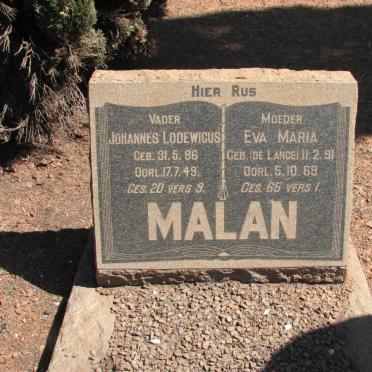 HIER RUS
VADER
JOHANNES LODEWICUS
GEB. 31.5.86
OORL. 17.7.49.
GES. 20 VERS 9.
MOEDER
EVA MARIA
(GEB. DE LANGE) 11.2.91
OORL. 5.10.69
GES. 65 VERS 1.
MALAN